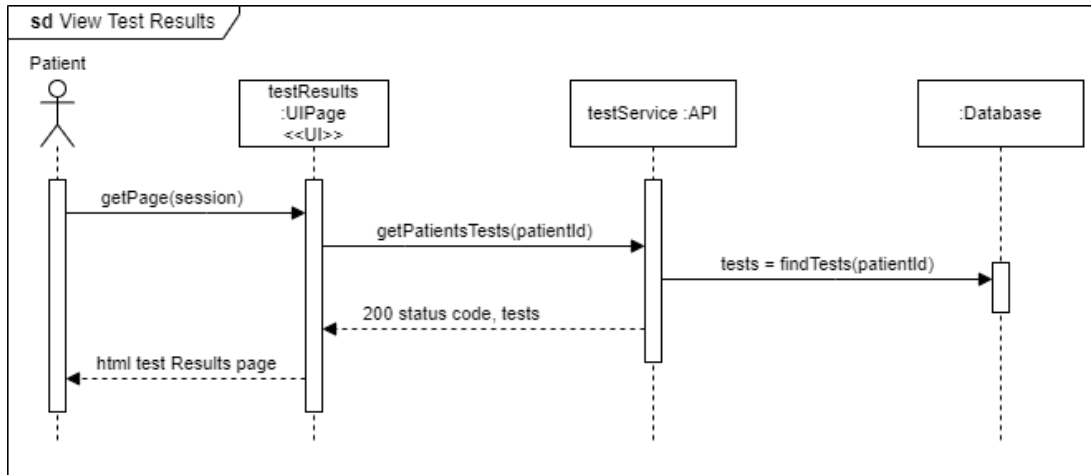 sd View Test Results
Patient
testResults
:UIPage
<<UI>>
testService :API
:Database
getPage(session)
getPatientsTests(patientId)
tests = findTests(patientId)
200 status code, tests
html test Results page